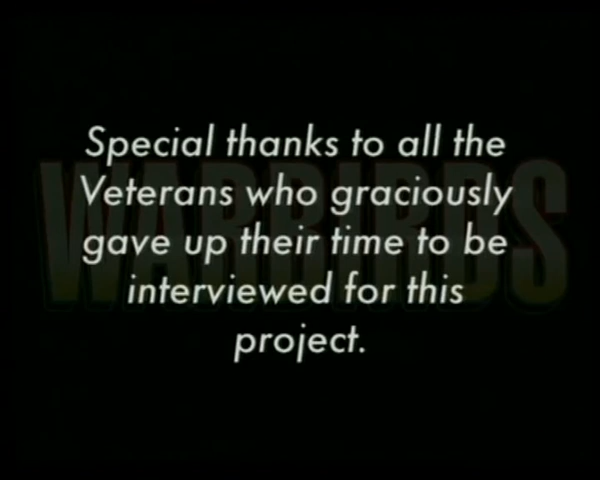 Special thanks to all the
Veterans who graciously
gave up their time to be
interviewed for this
project.
WARBIRDS